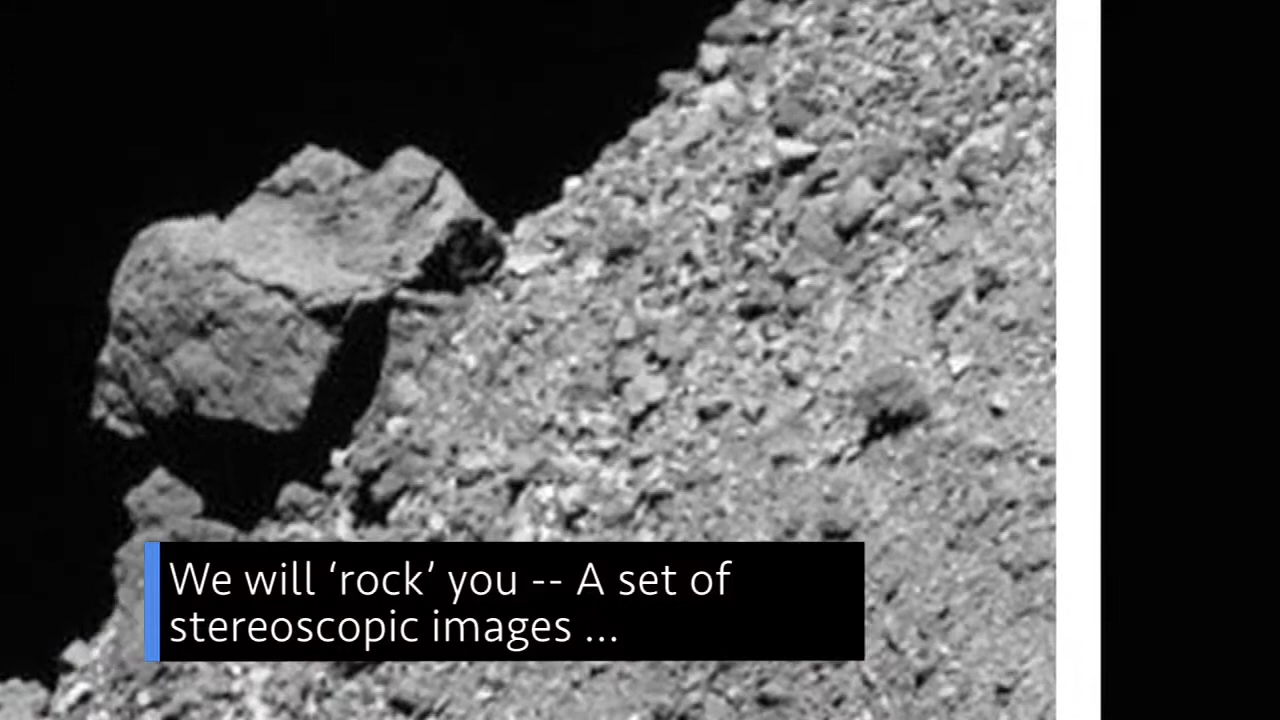 We will ‘rock’ you -- A set of
stereoscopic images ...